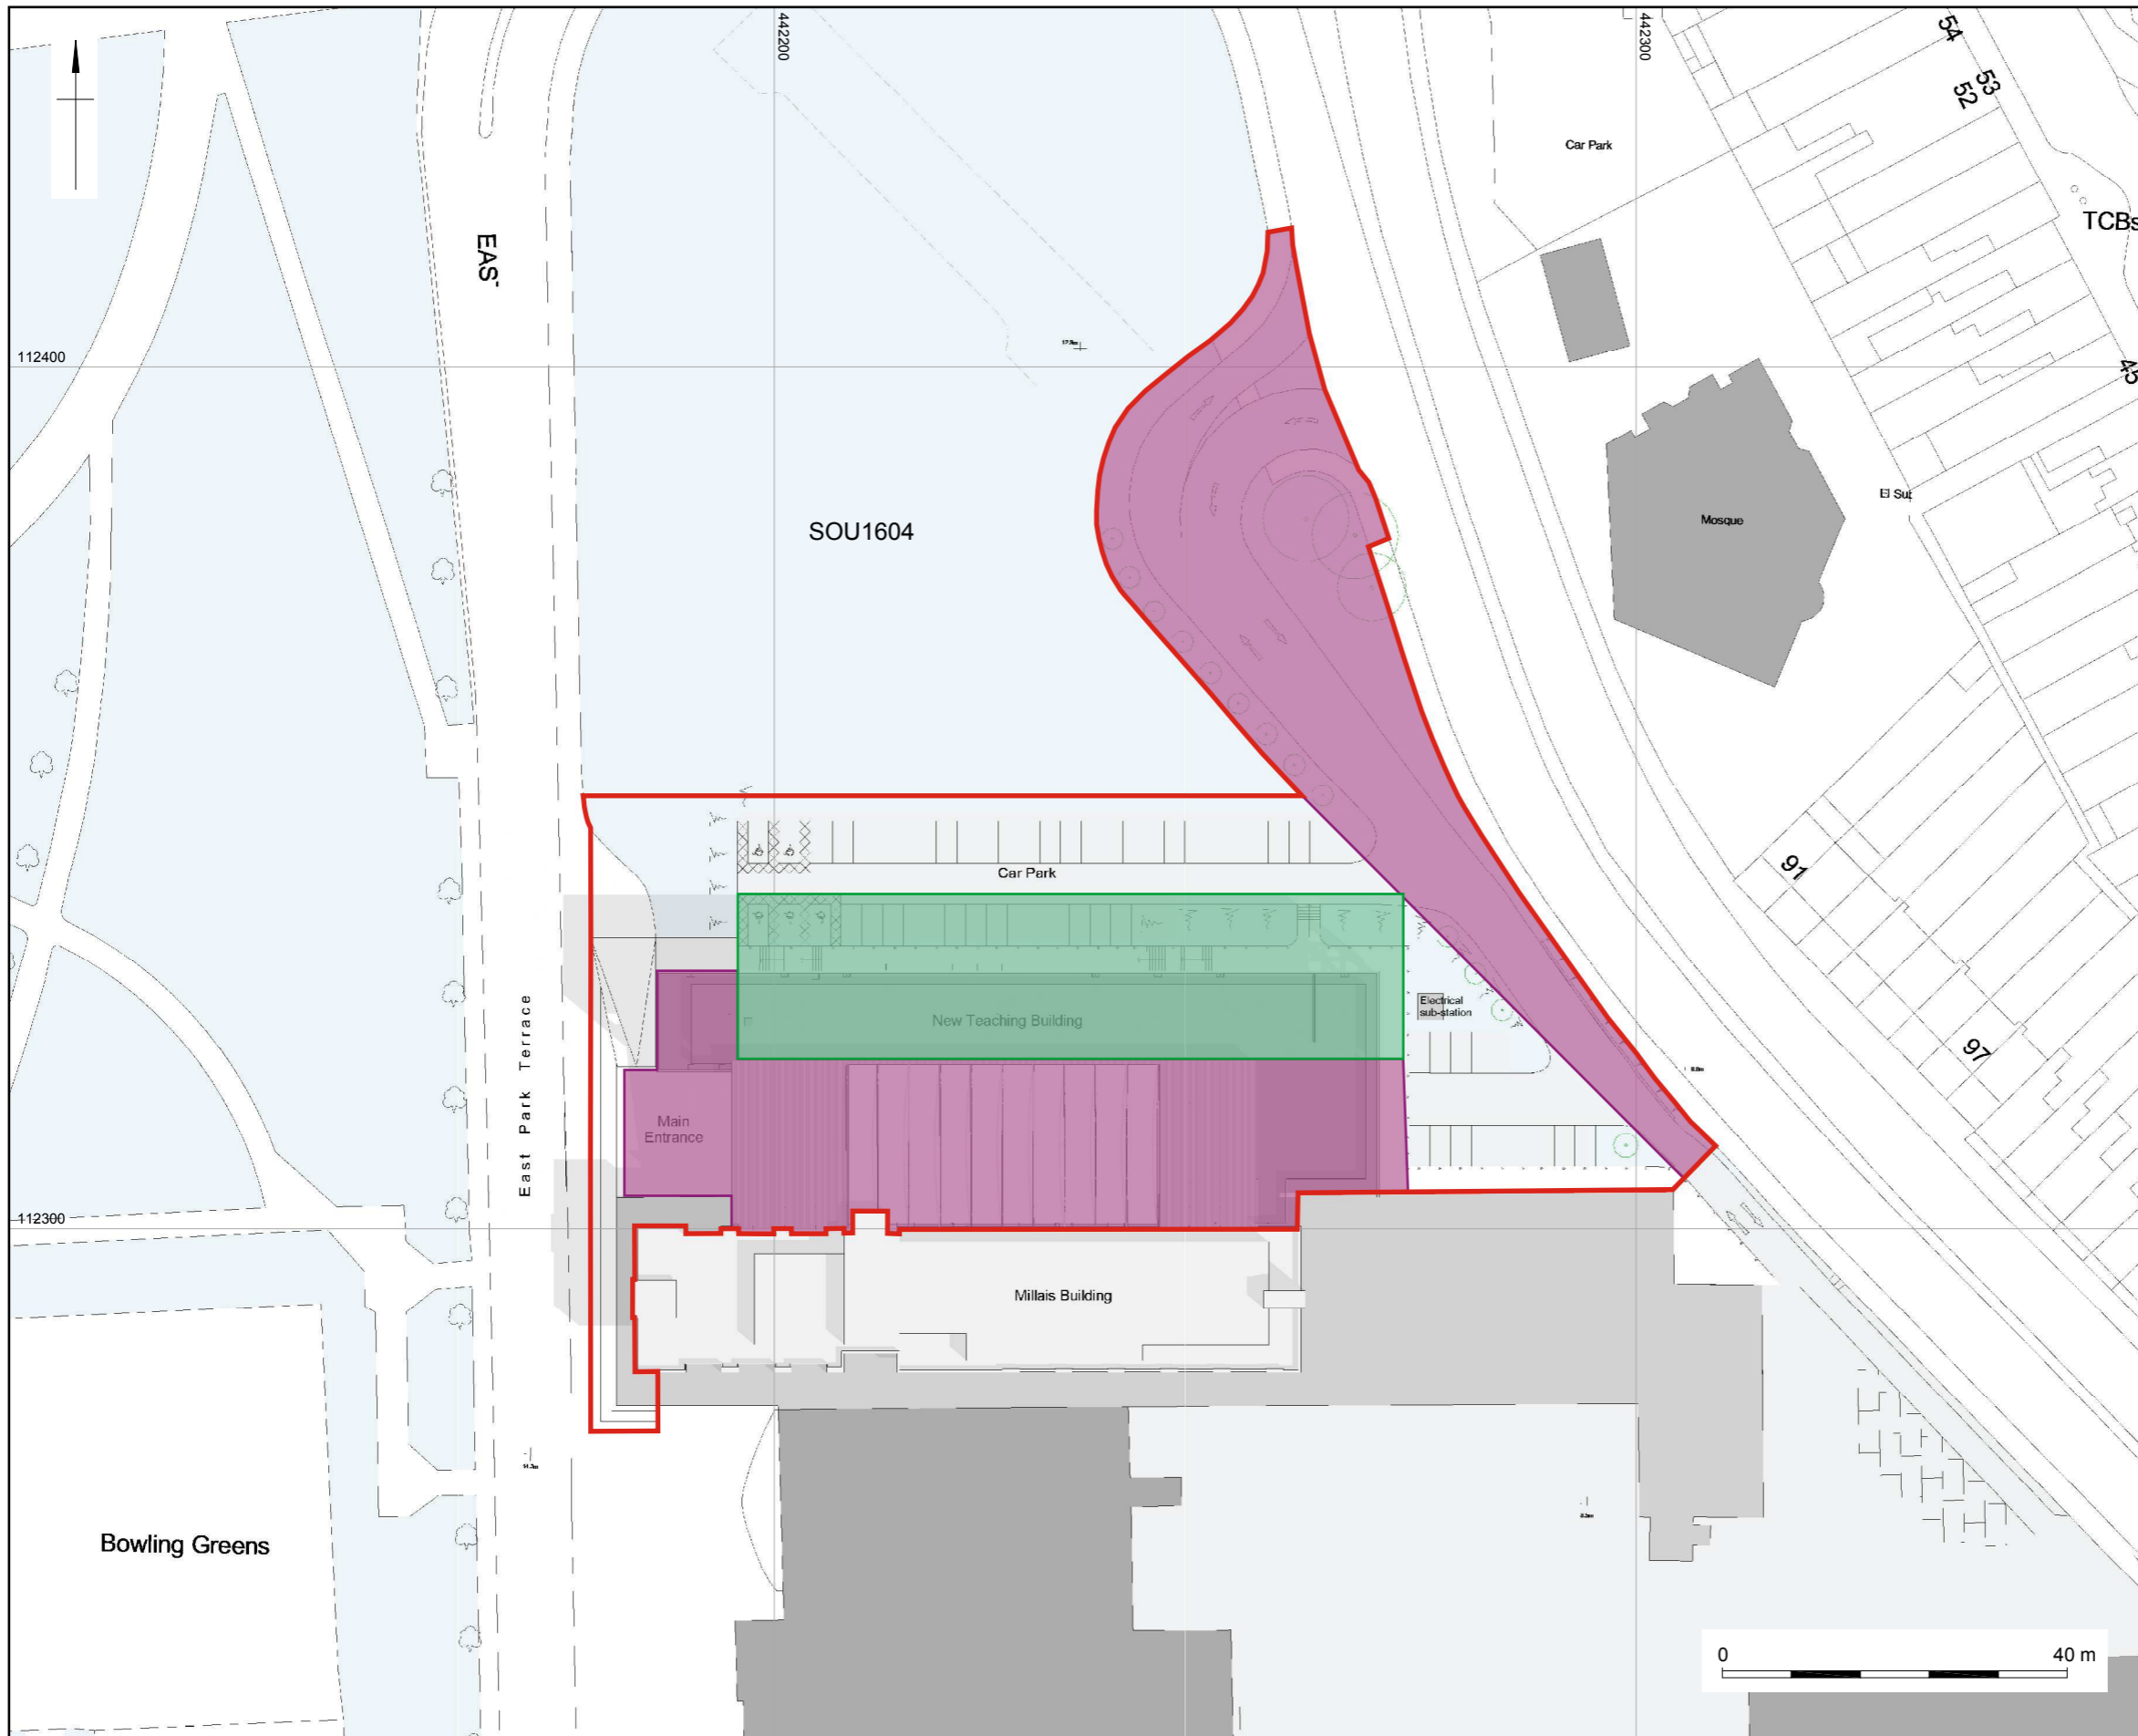 442200
442300
54
53
52
Car Park
TCBs
EAS
112400
45
SOU1604
El Sub
Mosque
Car Park
91
East Park Terrace
New Teaching Building
Electrical
sub-station
97
Main
Entrance
112300
Millais Building
Bowling Greens
0
40 m